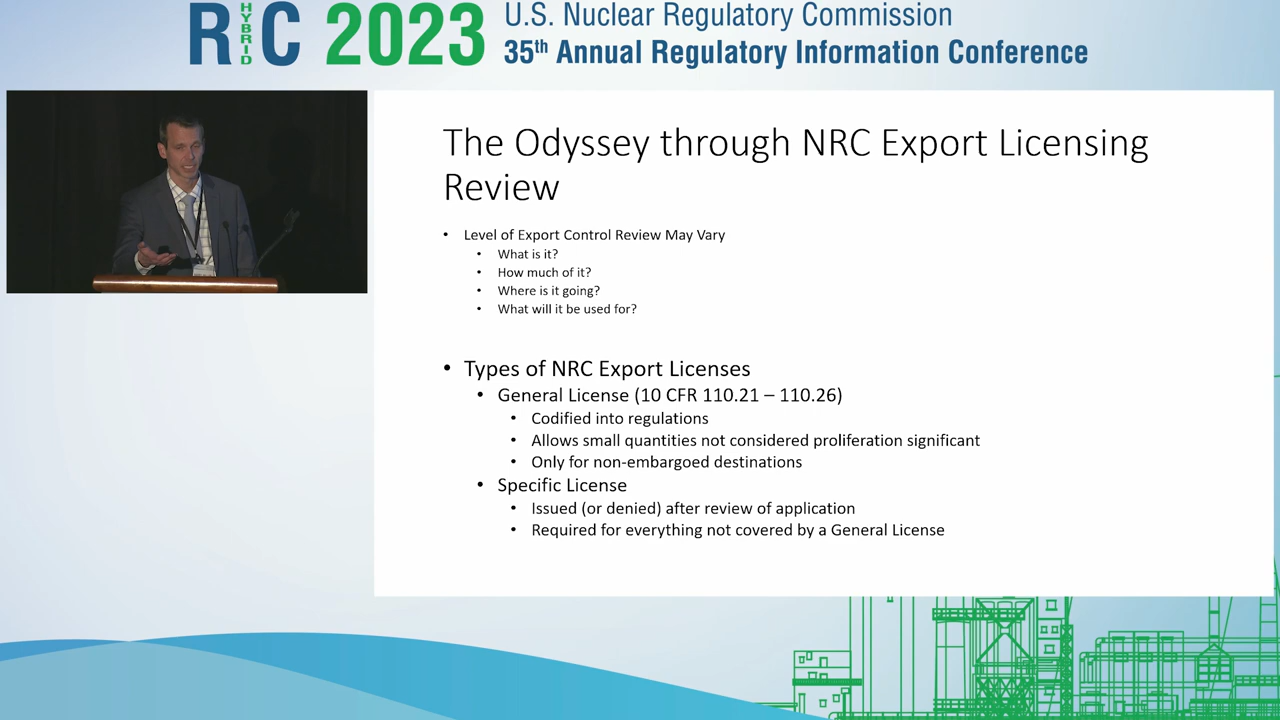 RIC HYBRID 2023
U.S. Nuclear Regulatory Commission
35th Annual Regulatory Information Conference
The Odyssey through NRC Export Licensing
Review
• Level of Export Control Review May Vary
• What is it?
• How much of it?
• Where is it going?
• What will it be used for?
• Types of NRC Export Licenses
• General License (10 CFR 110.21 – 110.26)
• Codified into regulations
• Allows small quantities not considered proliferation significant
• Only for non-embargoed destinations
• Specific License
• Issued (or denied) after review of application
• Required for everything not covered by a General License